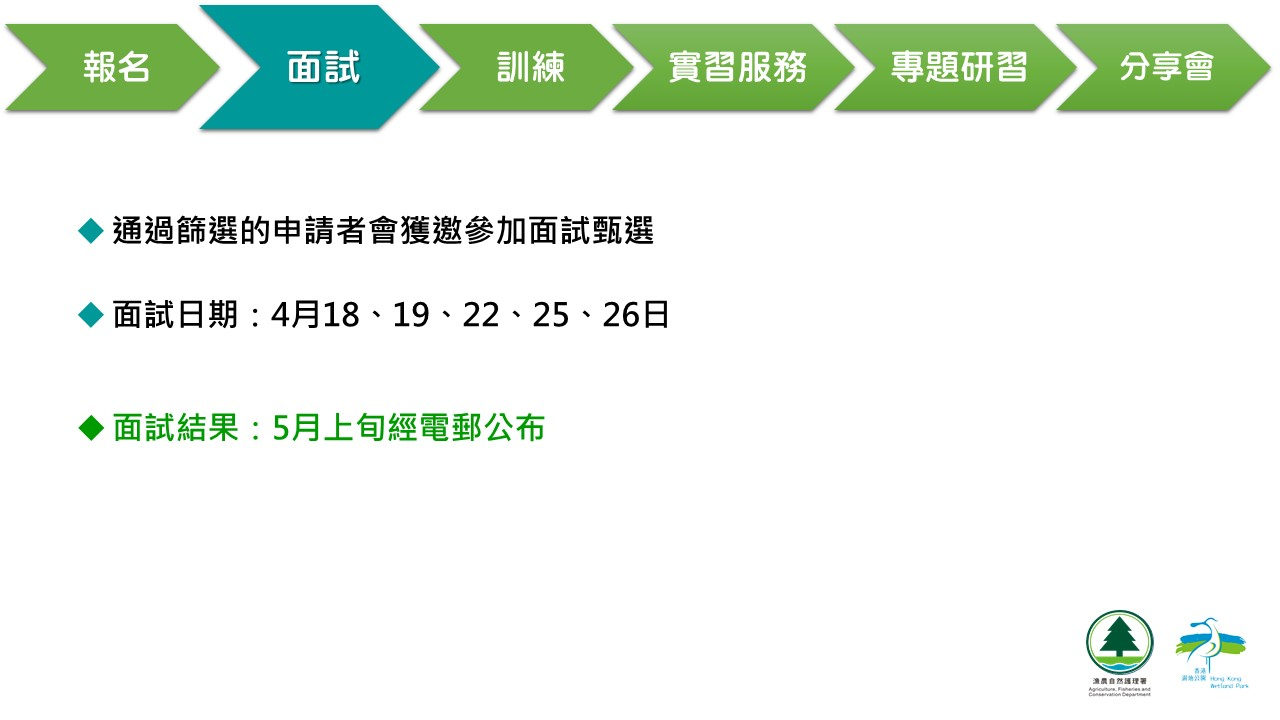 報名
面試
訓練
實習服務
專題研習
分享會
通過篩選的申請者會獲邀參加面試甄選
面試日期：4月18、19、22、25、26日
面試結果：5月上旬經電郵公布
漁農自然護理署
Agriculture, Fisheries and
Conservation Department
香港
濕地公園
Hong Kong
Wetland Park